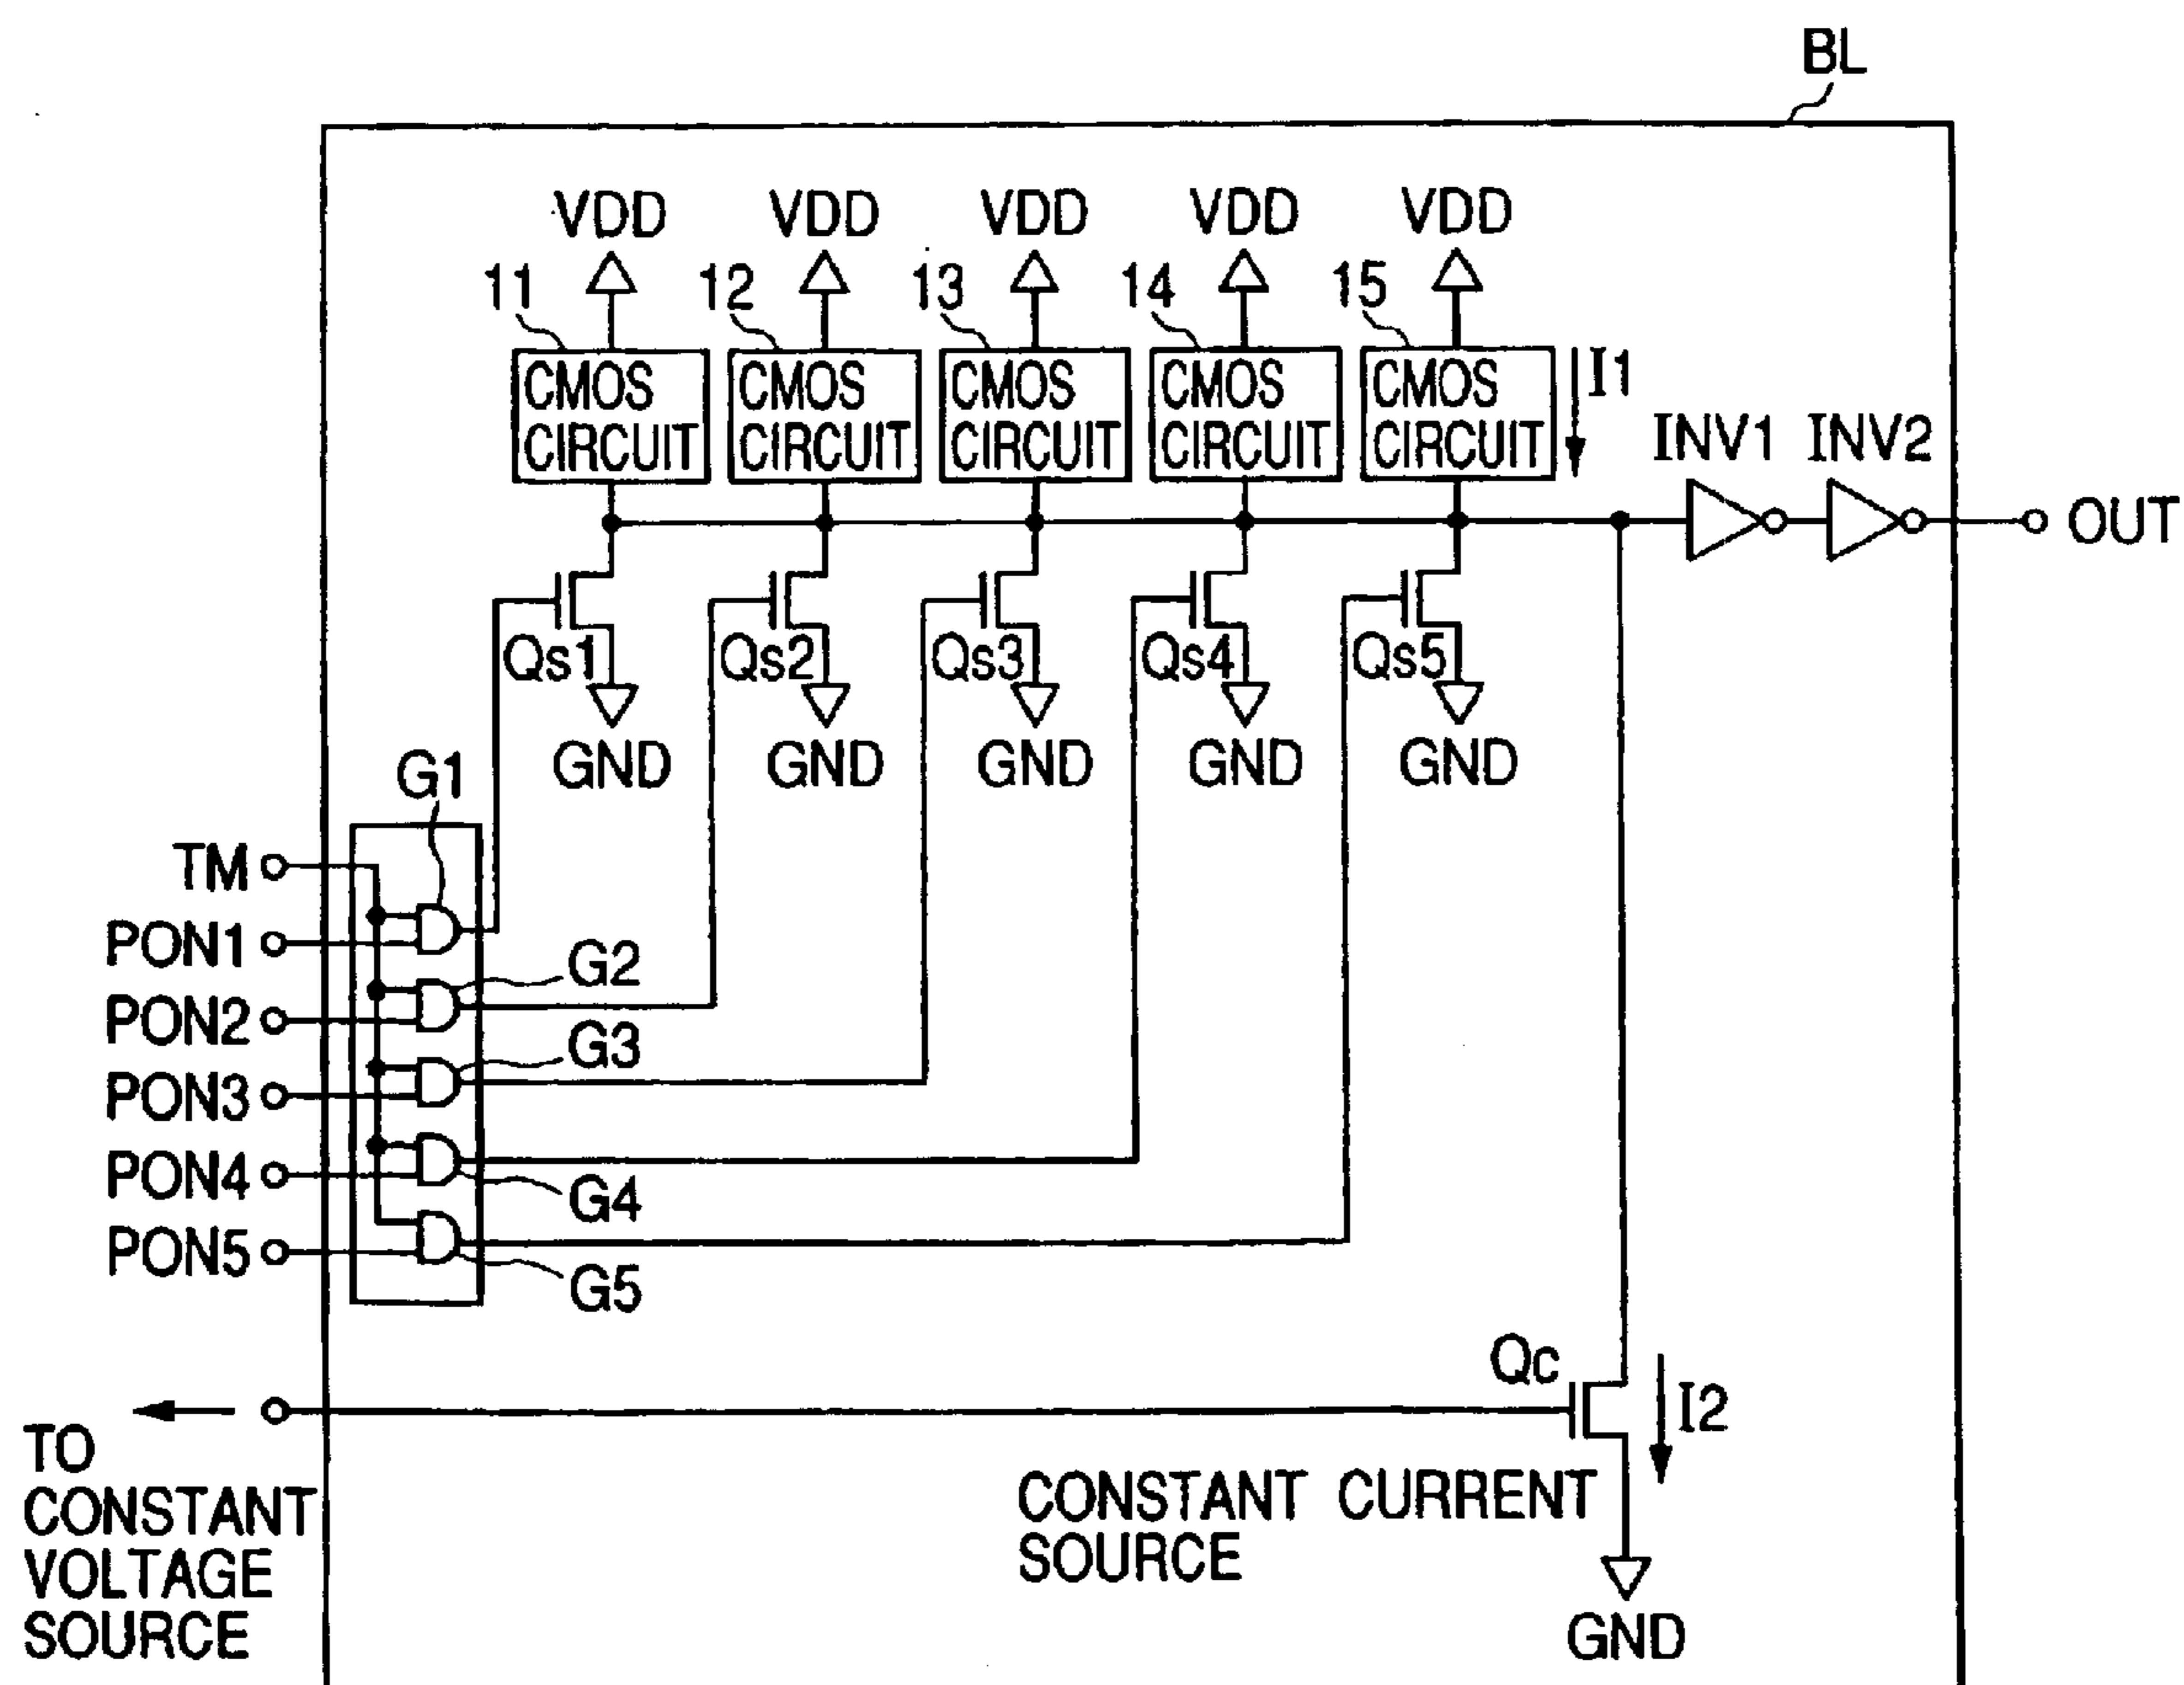 BL
VDD VDD VDD VDD VDD
11 12 13 14 15
CMOS CIRCUIT
CMOS CIRCUIT
CMOS CIRCUIT
CMOS CIRCUIT
CMOS CIRCUIT
I1
INV1 INV2
OUT
Qs1 Qs2 Qs3 Qs4 Qs5
GND GND GND GND GND
G1
TM
PON1
G2
PON2
G3
PON3
PON4
G4
PON5
G5
Qc
I2
TO
CONSTANT
VOLTAGE
SOURCE
CONSTANT CURRENT
SOURCE
GND